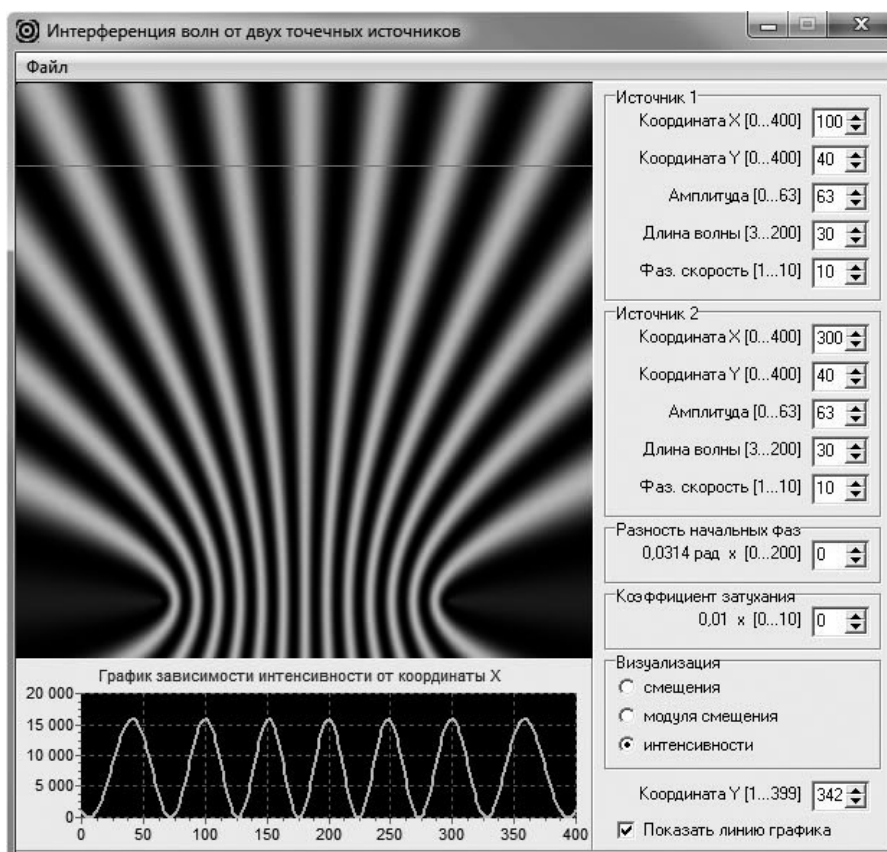 Интерференция волн от двух точечных источников
Файл
Источник 1
Координата X [0...400] 100
Координата Y [0...400] 40
Амплитуда [0...63] 63
Длина волны [3...200] 30
Фаз. скорость [1...10] 10
Источник 2
Координата X [0...400] 300
Координата Y [0...400] 40
Амплитуда [0...63] 63
Длина волны [3...200] 30
Фаз. скорость [1...10] 10
Разность начальных фаз
0,0314 рад x [0...200] 0
Коэффициент затухания
0,01 x [0...10] 0
Визуализация
смещения
модуля смещения
интенсивности
Координата Y [1...399] 342
Показать линию графика
График зависимости интенсивности от координаты X
20 000
15 000
10 000
5 000
0
0 50 100 150 200 250 300 350 400